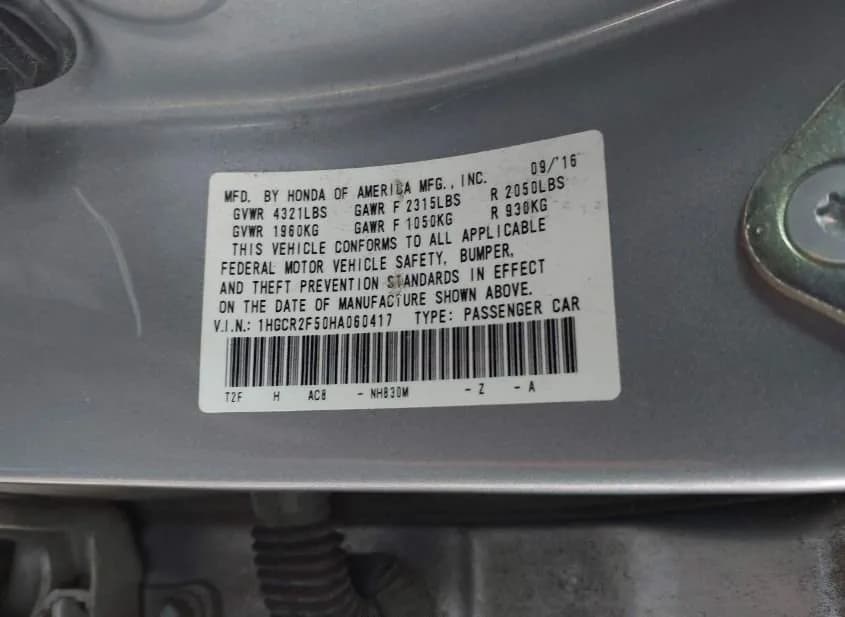 09/'16
MFD. BY HONDA OF AMERICA MFG., INC.
GVWR 4321LBS GAWR F 2315LBS R 2050LBS
GVWR 1960KG GAWR F 1050KG R 930KG
THIS VEHICLE CONFORMS TO ALL APPLICABLE
FEDERAL MOTOR VEHICLE SAFETY, BUMPER,
AND THEFT PREVENTION STANDARDS IN EFFECT
ON THE DATE OF MANUFACTURE SHOWN ABOVE.
V.I.N.: 1HGCR2F50HA060417 TYPE: PASSENGER CAR
T2F H AC8 - NH830M - Z - A